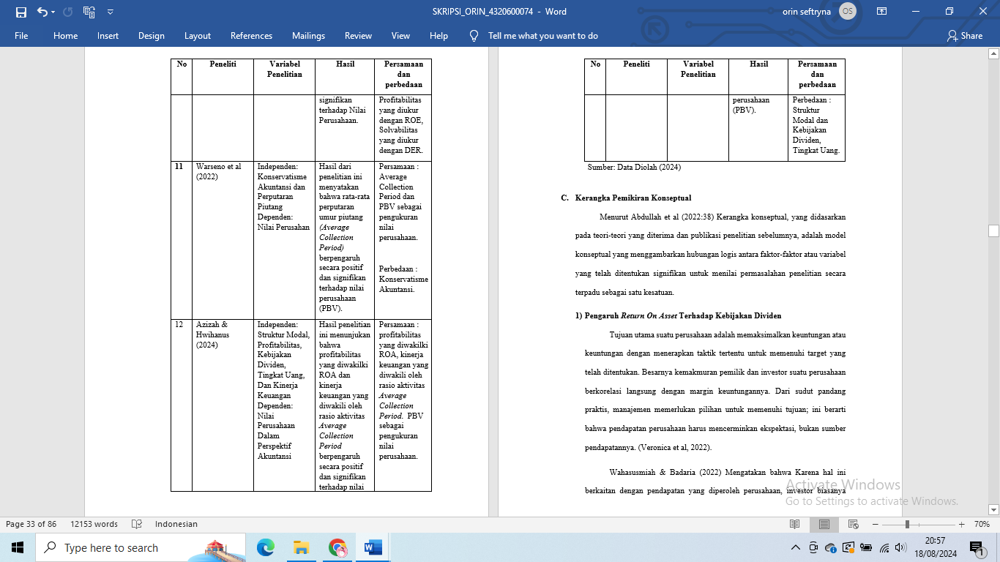 SKRIPSI_ORIN_4320600074 - Word
orin seftryna
OS
File Home Insert Design Layout References Mailings Review View Help Tell me what you want to do
Share
No Peneliti Variabel Penelitian Hasil Persamaan dan perbedaan
signifikan
terhadap Nilai
Perusahaan.
Profitabilitas
yang diukur
dengan ROE,
Solvabilitas
yang diukur
dengan DER.
11
Warseno et al
(2022)
Independen:
Konservatisme
Akuntansi dan
Perputaran
Piutang
Dependen:
Nilai Perusahan
Hasil dari
penelitian ini
menyatakan
bahwa rata-rata
perputaran
umur piutang
(Average
Collection
Period)
berpengaruh
secara positif
dan signifikan
terhadap nilai
perusahaan
(PBV).
Persamaan :
Average
Collection
Period dan
PBV sebagai
pengukuran
nilai
perusahaan.
Perbedaan :
Konservatisme
Akuntansi.
12
Azizah &
Hwihanus
(2024)
Independen:
Struktur Modal,
Profitabilitas,
Kebijakan
Dividen,
Tingkat Uang,
Dan Kinerja
Keuangan
Dependen:
Nilai
Perusahaan
Dalam
Perspektif
Akuntansi
Hasil penelitian
ini menunjukan
bahwa
profitabilitas
yang diwakilki
ROA dan
kinerja
keuangan yang
diwakili oleh
rasio aktivitas
Average
Collection
Period
berpengaruh
secara positif
dan signifikan
terhadap nilai
Persamaan :
profitabilitas
yang diwakilki
ROA, kinerja
keuangan yang
diwakili oleh
rasio aktivitas
Average
Collection
Period. PBV
sebagai
pengukuran
nilai
perusahaan.
No Peneliti Variabel Penelitian Hasil Persamaan dan perbedaan
perusahaan
(PBV).
Perbedaan :
Struktur
Modal dan
Kebijakan
Dividen,
Tingkat Uang.
Sumber: Data Diolah (2024)
C. Kerangka Pemikiran Konseptual
Menurut Abdullah et al (2022:38) Kerangka konseptual, yang didasarkan
pada teori-teori yang diterima dan publikasi penelitian sebelumnya, adalah model
konseptual yang menggambarkan hubungan logis antara faktor-faktor atau variabel
yang telah ditentukan signifikan untuk menilai permasalahan penelitian secara
terpadu sebagai satu kesatuan.
1) Pengaruh Return On Asset Terhadap Kebijakan Dividen
Tujuan utama suatu perusahaan adalah memaksimalkan keuntungan atau
keuntungan dengan menerapkan taktik tertentu untuk memenuhi target yang
telah ditentukan. Besarnya kemakmuran pemilik dan investor suatu perusahaan
berkorelasi langsung dengan margin keuntungannya. Dari sudut pandang
praktis, manajemen memerlukan pilihan untuk memenuhi tujuan; ini berarti
bahwa pendapatan perusahaan harus mencerminkan ekspektasi, bukan sumber
pendapatannya. (Veronica et al, 2022).
Wahasusmiah & Badaria (2022) Mengatakan bahwa Karena hal ini
berkaitan dengan pendapatan yang diperoleh perusahaan, investor biasanya
Activate Windows
Go to Settings to activate Windows.
Page 33 of 86 12153 words Indonesian
70%
Type here to search
20:57
18/08/2024
1